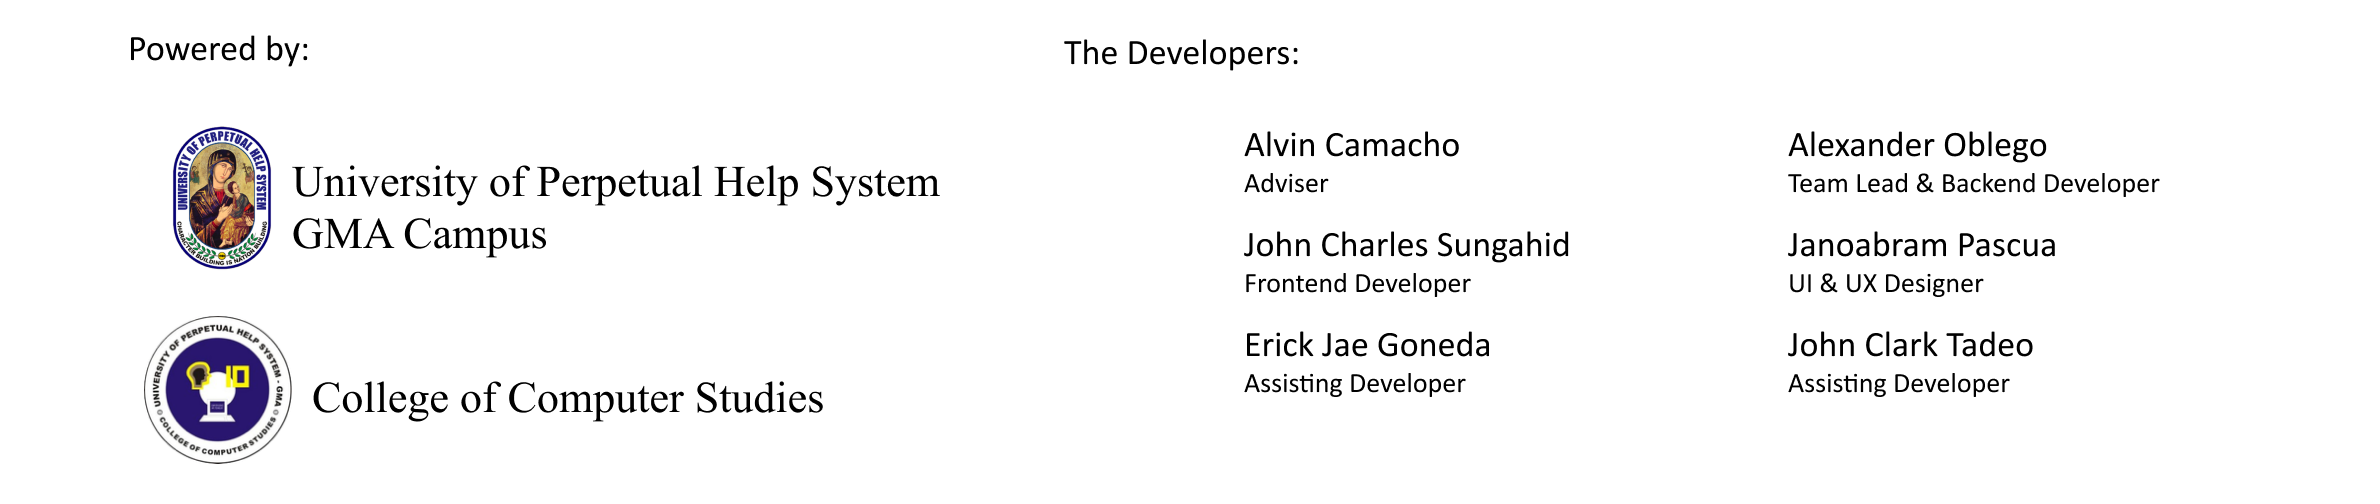 Powered by:
UNIVERSITY OF PERPETUAL HELP SYSTEM
CHARACTER BUILDING IS NATION BUILDING
University of Perpetual Help System
GMA Campus
UNIVERSITY OF PERPETUAL HELP SYSTEM - GMA
COLLEGE OF COMPUTER STUDIES
College of Computer Studies
The Developers:
Alvin Camacho
Adviser
Alexander Oblego
Team Lead & Backend Developer
John Charles Sungahid
Frontend Developer
Janoabram Pascua
UI & UX Designer
Erick Jae Goneda
Assisting Developer
John Clark Tadeo
Assisting Developer